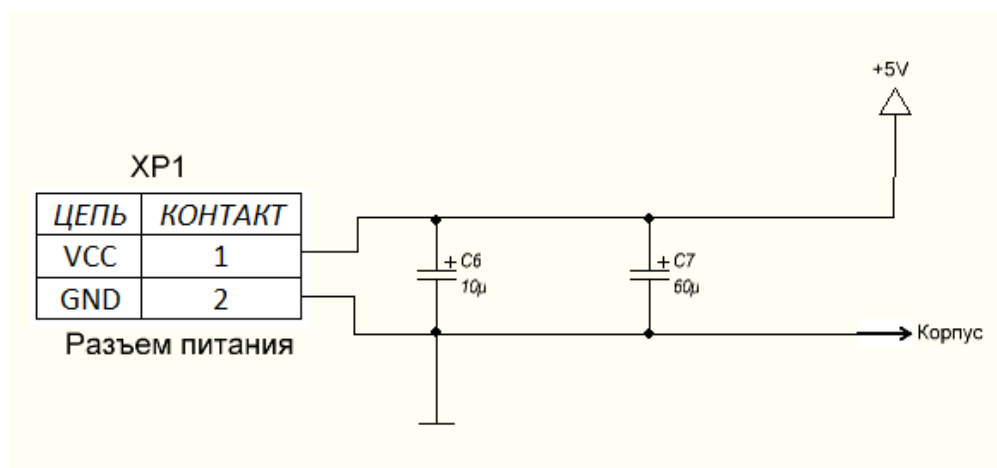 +5V
XP1
ЦЕПЬ КОНТАКТ
VCC 1
GND 2
Разъем питания
+ C6
10µ
+ C7
60µ
Корпус